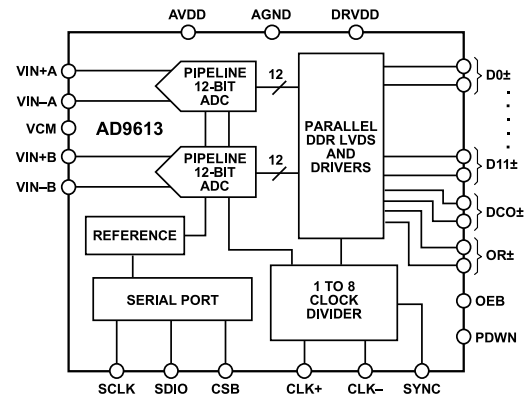 AVDD AGND DRVDD
VIN+A
VIN–A
VCM
VIN+B
VIN–B
AD9613
PIPELINE
12-BIT
ADC
12
PIPELINE
12-BIT
ADC
12
PARALLEL
DDR LVDS
AND
DRIVERS
D0±
D11±
DCO±
OR±
OEB
PDWN
REFERENCE
SERIAL PORT
1 TO 8
CLOCK
DIVIDER
SCLK SDIO CSB CLK+ CLK– SYNC